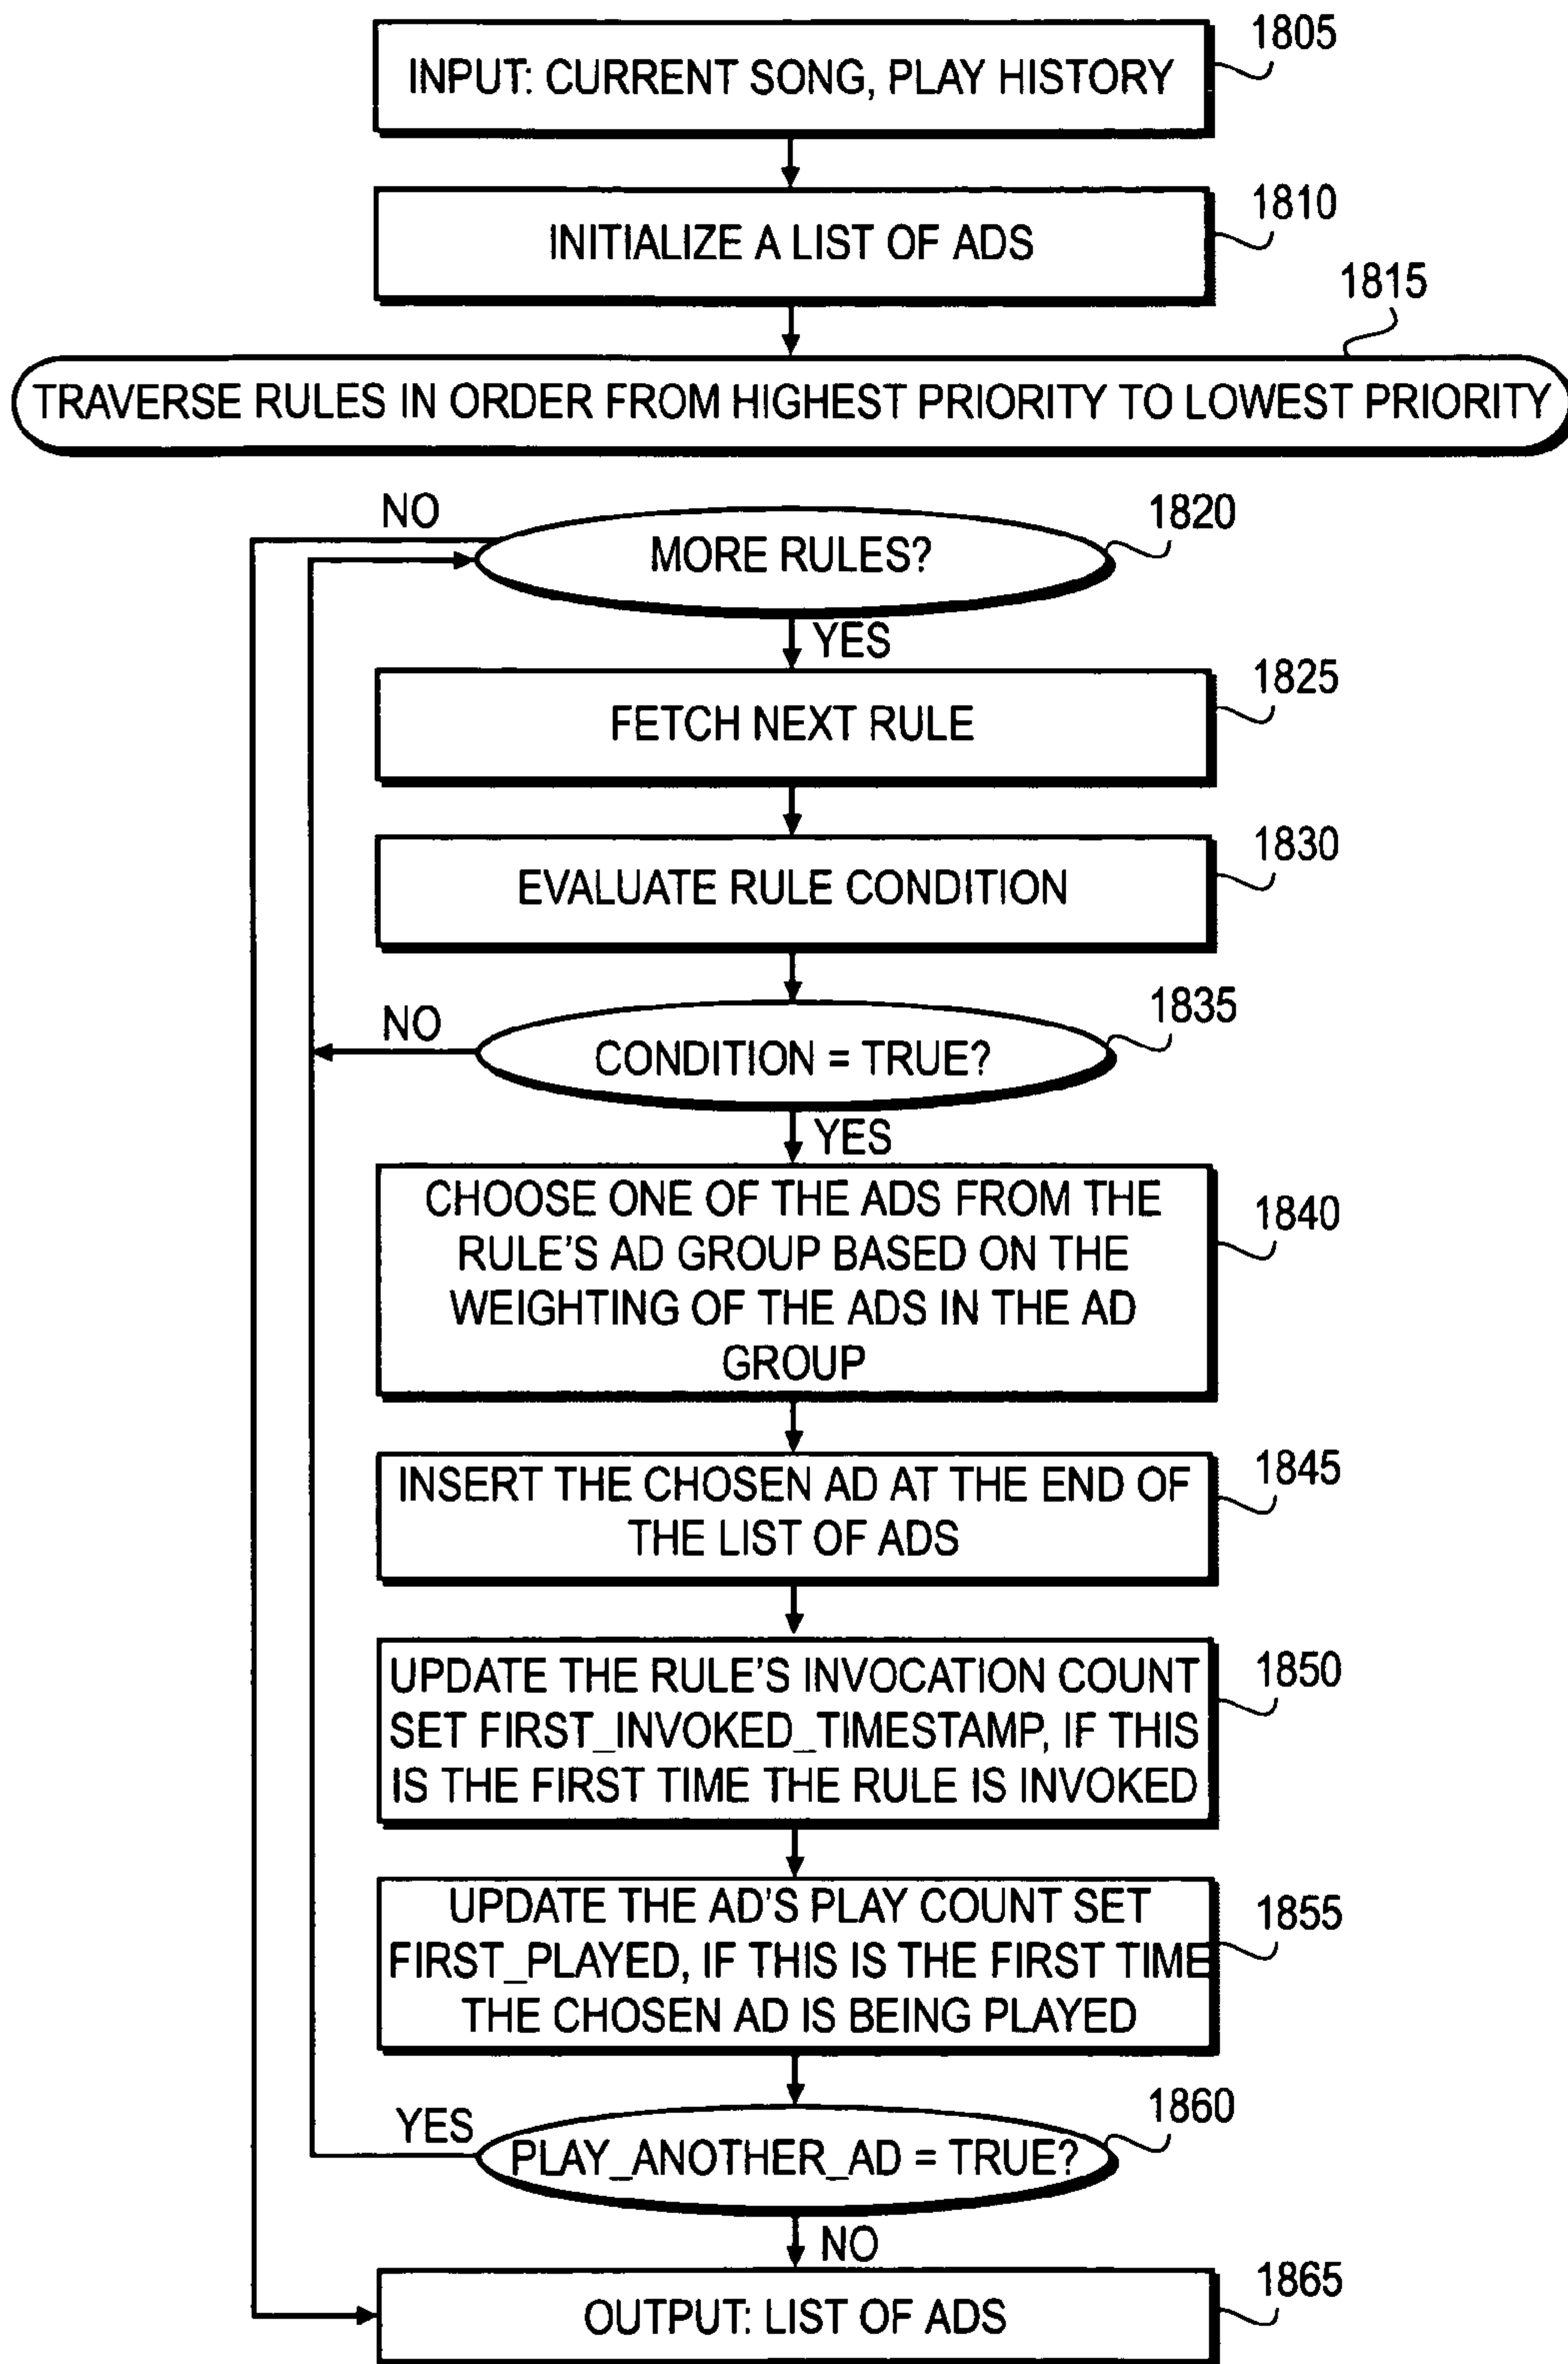 1805
INPUT: CURRENT SONG, PLAY HISTORY
1810
INITIALIZE A LIST OF ADS
1815
TRAVERSE RULES IN ORDER FROM HIGHEST PRIORITY TO LOWEST PRIORITY
NO
1820
MORE RULES?
YES
1825
FETCH NEXT RULE
1830
EVALUATE RULE CONDITION
1835
NO
CONDITION = TRUE?
YES
CHOOSE ONE OF THE ADS FROM THE
1840
RULE'S AD GROUP BASED ON THE
WEIGHTING OF THE ADS IN THE AD
GROUP
1845
INSERT THE CHOSEN AD AT THE END OF
THE LIST OF ADS
1850
UPDATE THE RULE'S INVOCATION COUNT
SET FIRST_INVOKED_TIMESTAMP, IF THIS
IS THE FIRST TIME THE RULE IS INVOKED
UPDATE THE AD'S PLAY COUNT SET
1855
FIRST_PLAYED, IF THIS IS THE FIRST TIME
THE CHOSEN AD IS BEING PLAYED
1860
YES
PLAY_ANOTHER_AD = TRUE?
NO
1865
OUTPUT: LIST OF ADS